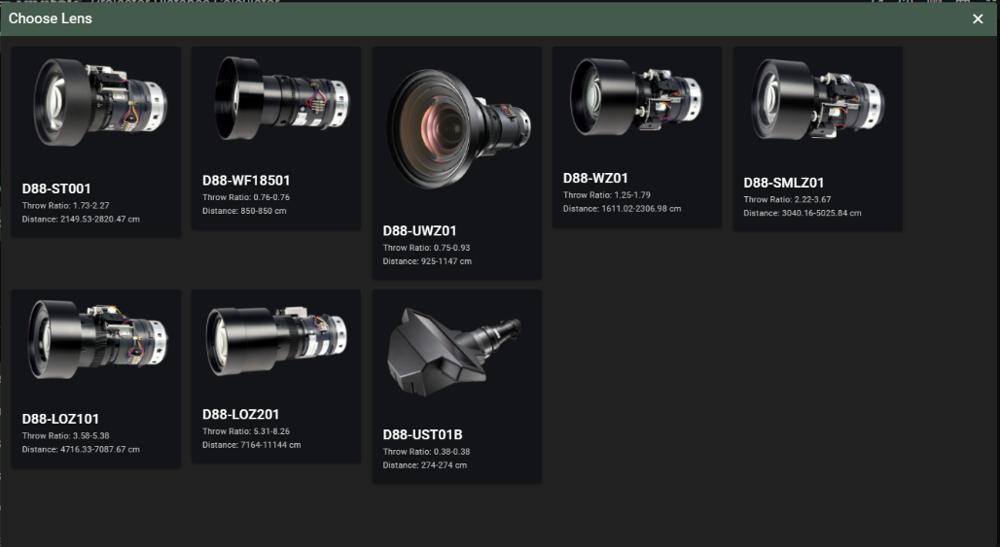 Choose Lens
D88-ST001
Throw Ratio: 1.73-2.27
Distance: 2149.53-2820.47 cm
D88-WF18501
Throw Ratio: 0.76-0.76
Distance: 850-850 cm
D88-UWZ01
Throw Ratio: 0.75-0.93
Distance: 925-1147 cm
D88-WZ01
Throw Ratio: 1.25-1.79
Distance: 1611.02-2306.98 cm
D88-SMLZ01
Throw Ratio: 2.22-3.67
Distance: 3040.16-5025.84 cm
D88-LOZ101
Throw Ratio: 3.58-5.38
Distance: 4716.33-7087.67 cm
D88-LOZ201
Throw Ratio: 5.31-8.26
Distance: 7164-11144 cm
D88-UST01B
Throw Ratio: 0.38-0.38
Distance: 274-274 cm